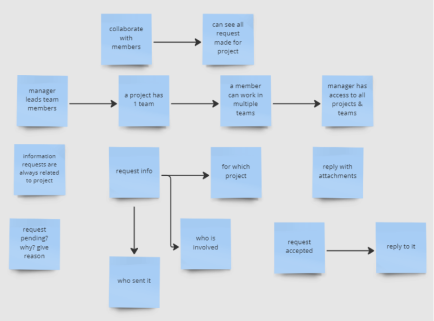 collaborate
with
members
can see all
request
made for
project
manager
leads team
members
a project has
1 team
a member
can work in
multiple
teams
manager has
access to all
projects &
teams
information
requests are
always related
to project
request info
for which
project
reply with
attachments
request
pending?
why? give
reason
who is
involved
request
accepted
reply to it
who sent it